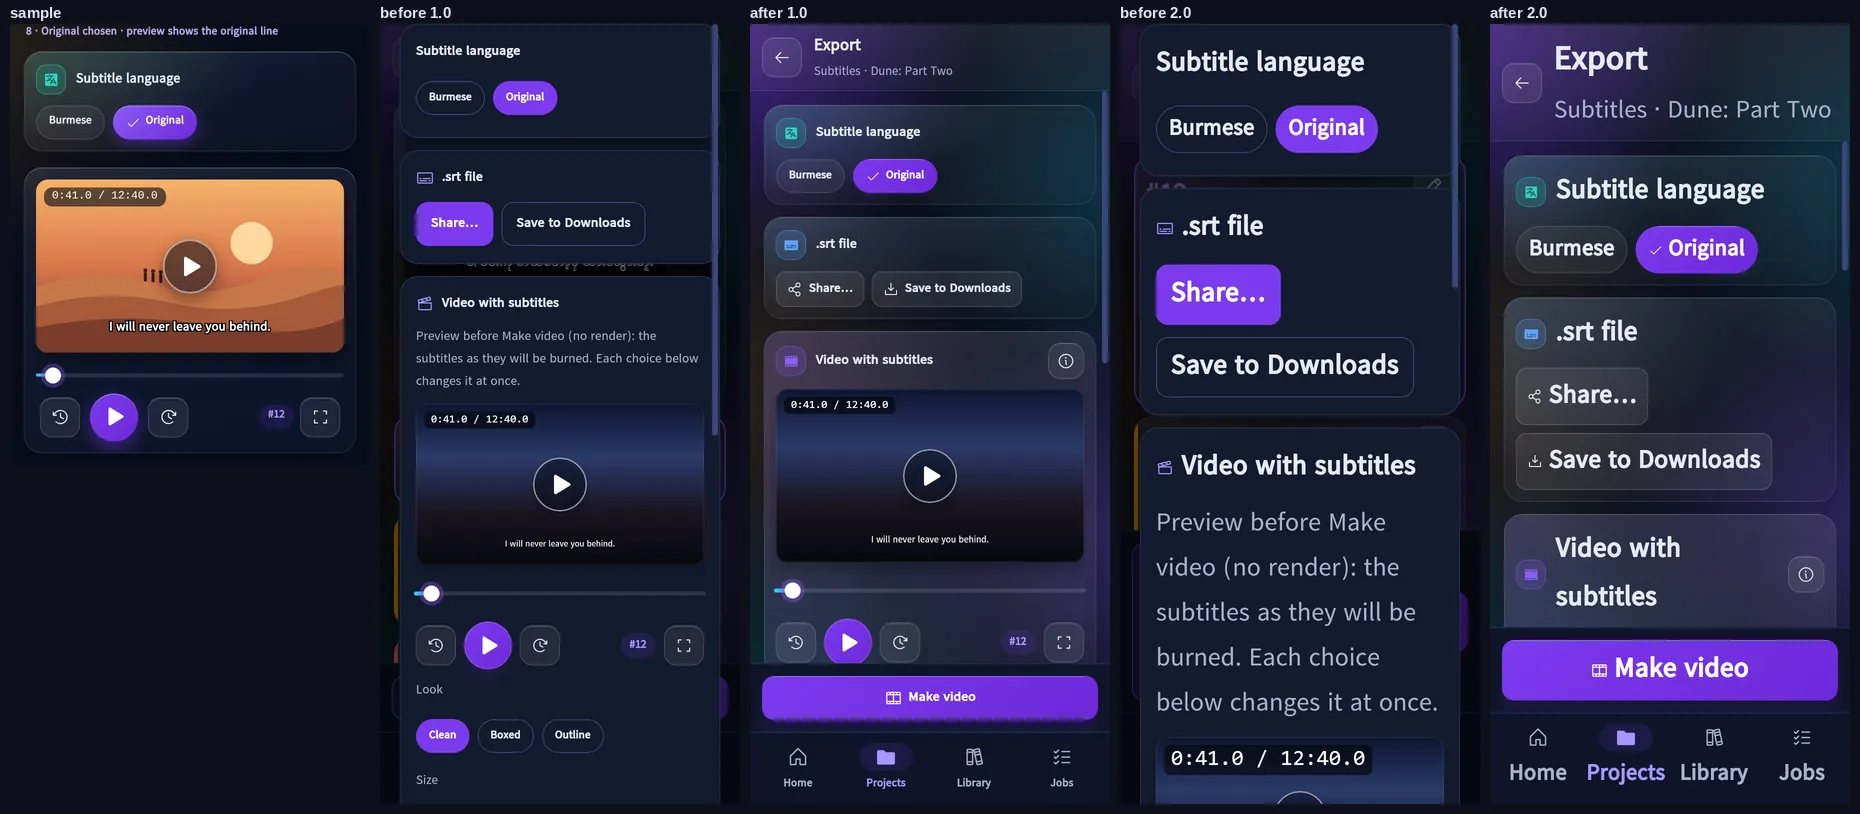 sample
8 · Original chosen · preview shows the original line
Subtitle language
Burmese
Original
0:41.0 / 12:40.0
I will never leave you behind.
#12
before 1.0
Subtitle language
Burmese
Original
.srt file
Share...
Save to Downloads
Video with subtitles
Preview before Make video (no render): the
subtitles as they will be burned. Each choice below
changes it at once.
0:41.0 / 12:40.0
I will never leave you behind.
#12
Look
Clean
Boxed
Outline
Size
after 1.0
Export
Subtitles · Dune: Part Two
Subtitle language
Burmese
Original
.srt file
Share...
Save to Downloads
Video with subtitles
0:41.0 / 12:40.0
I will never leave you behind.
#12
Make video
Home
Projects
Library
Jobs
before 2.0
Subtitle language
Burmese
Original
#12
.srt file
Share...
Save to Downloads
Video with subtitles
Preview before Make
video (no render): the
subtitles as they will be
burned. Each choice
below changes it at once.
0:41.0 / 12:40.0
after 2.0
Export
Subtitles · Dune: Part Two
Subtitle language
Burmese
Original
.srt file
Share...
Save to Downloads
Video with
subtitles
Make video
Home
Projects
Library
Jobs